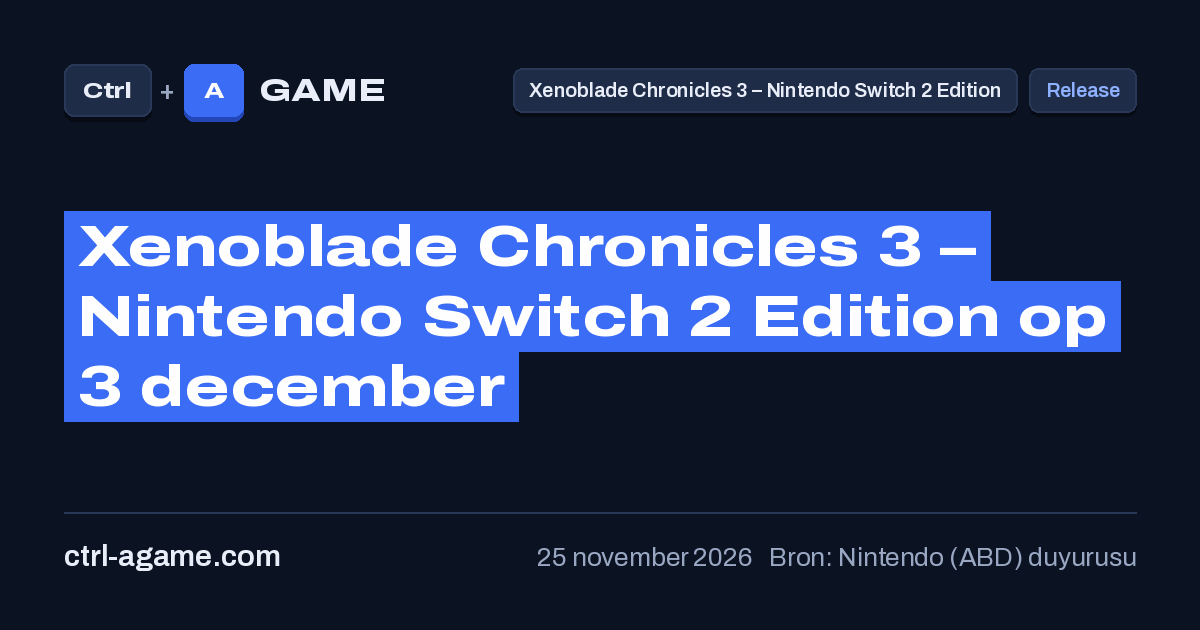 Ctrl + A GAME
Xenoblade Chronicles 3 – Nintendo Switch 2 Edition
Release
Xenoblade Chronicles 3 –
Nintendo Switch 2 Edition op
3 december
ctrl-agame.com
25 november 2026 Bron: Nintendo (ABD) duyurusu